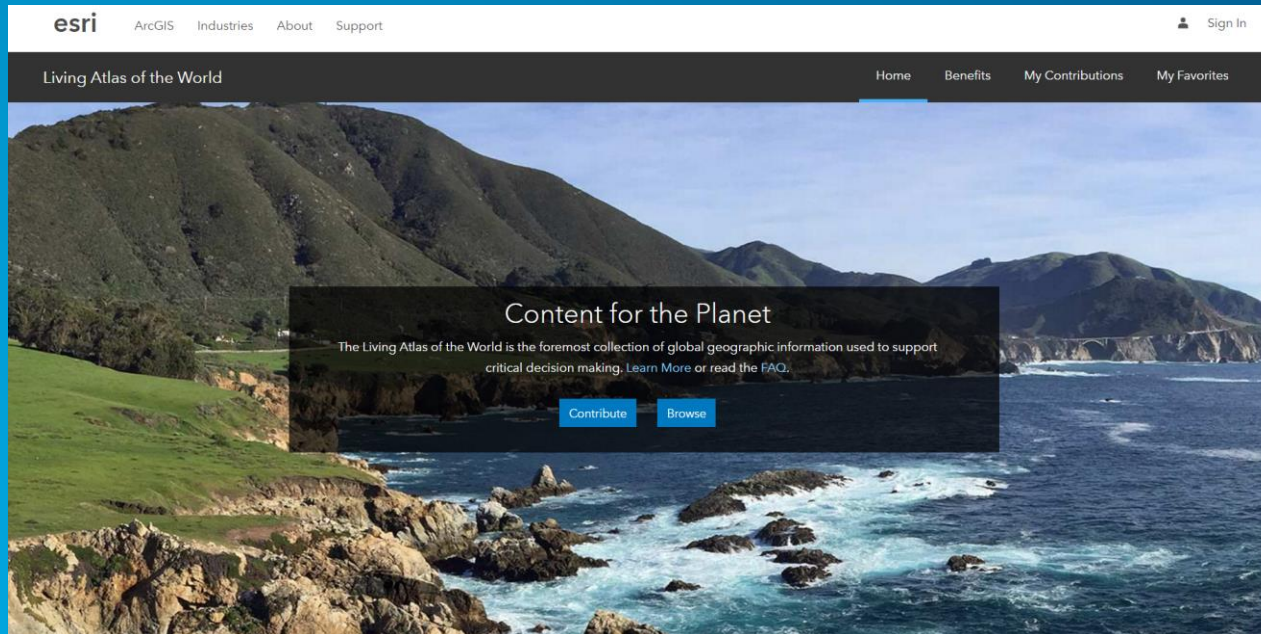 esri ArcGIS Industries About Support Sign In
Living Atlas of the World Home Benefits My Contributions My Favorites
Content for the Planet
The Living Atlas of the World is the foremost collection of global geographic information used to support
critical decision making. Learn More or read the FAQ.
Contribute Browse